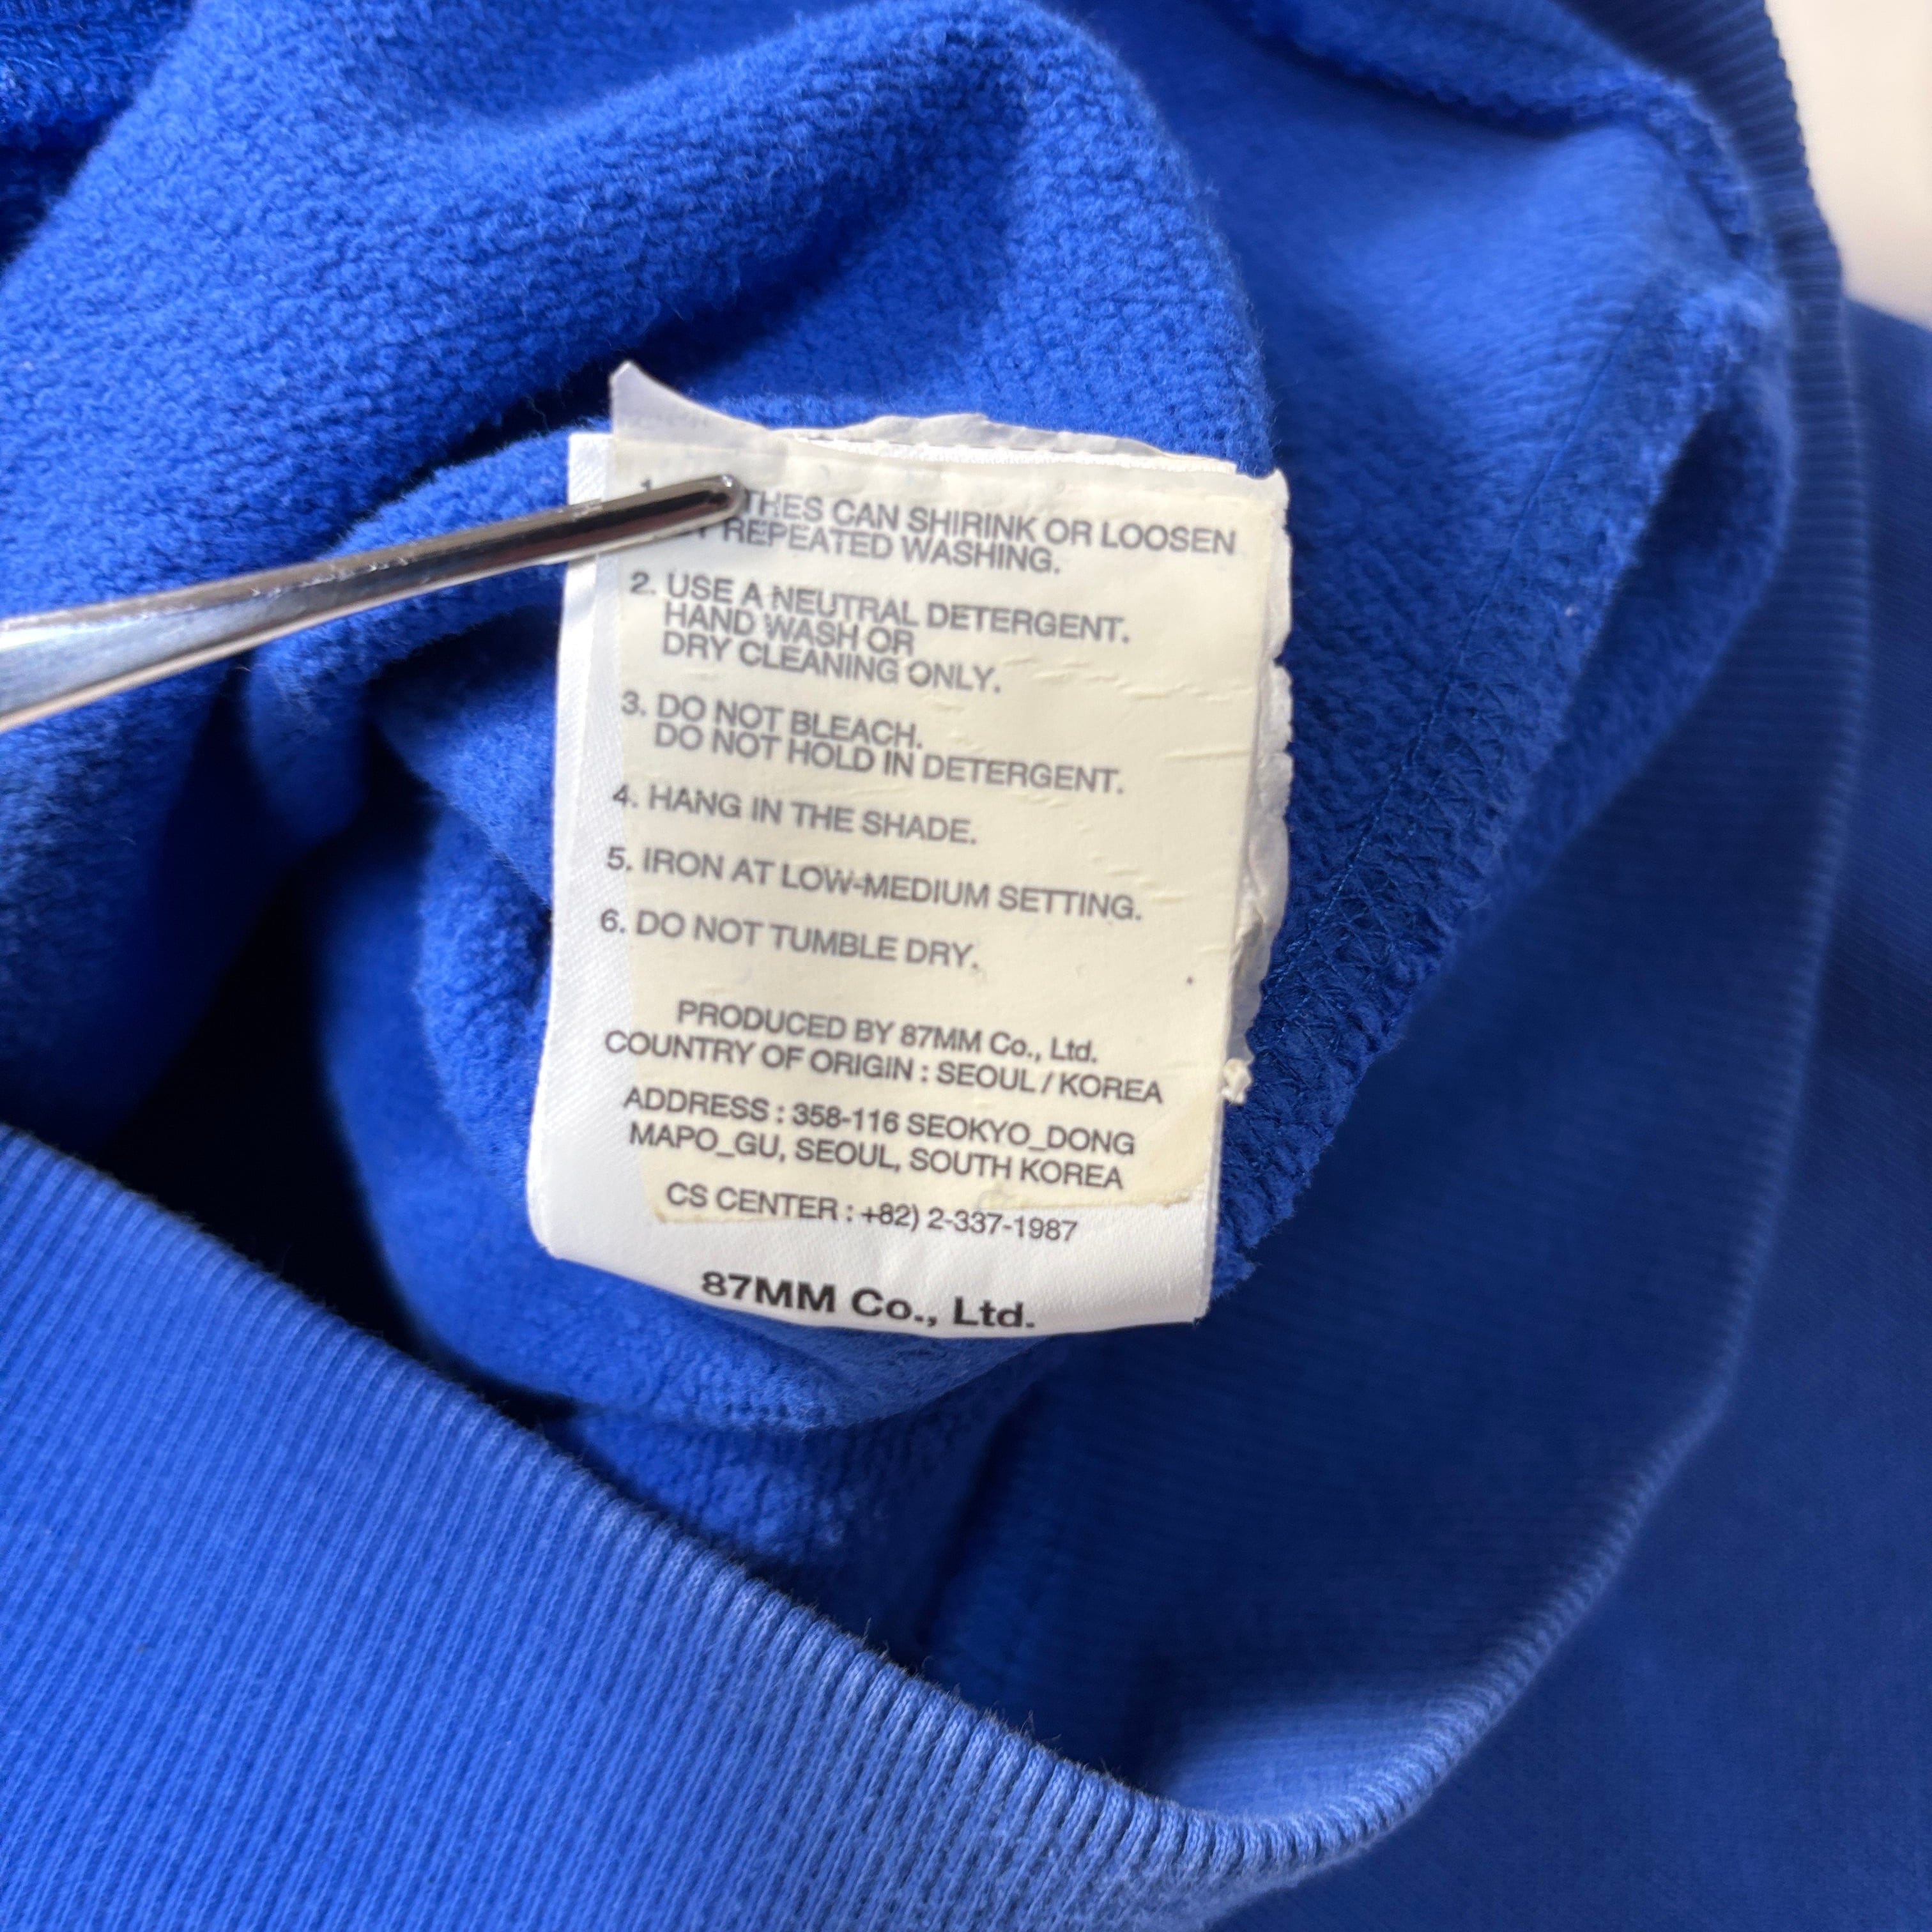 1. THES CAN SHIRINK OR LOOSEN
REPEATED WASHING.
2. USE A NEUTRAL DETERGENT.
HAND WASH OR
DRY CLEANING ONLY.
3. DO NOT BLEACH.
DO NOT HOLD IN DETERGENT.
4. HANG IN THE SHADE.
5. IRON AT LOW-MEDIUM SETTING.
6. DO NOT TUMBLE DRY.
PRODUCED BY 87MM Co., Ltd.
COUNTRY OF ORIGIN : SEOUL / KOREA
ADDRESS : 358-116 SEOKYO_DONG
MAPO_GU, SEOUL, SOUTH KOREA
CS CENTER : +82) 2-337-1987
87MM Co., Ltd.